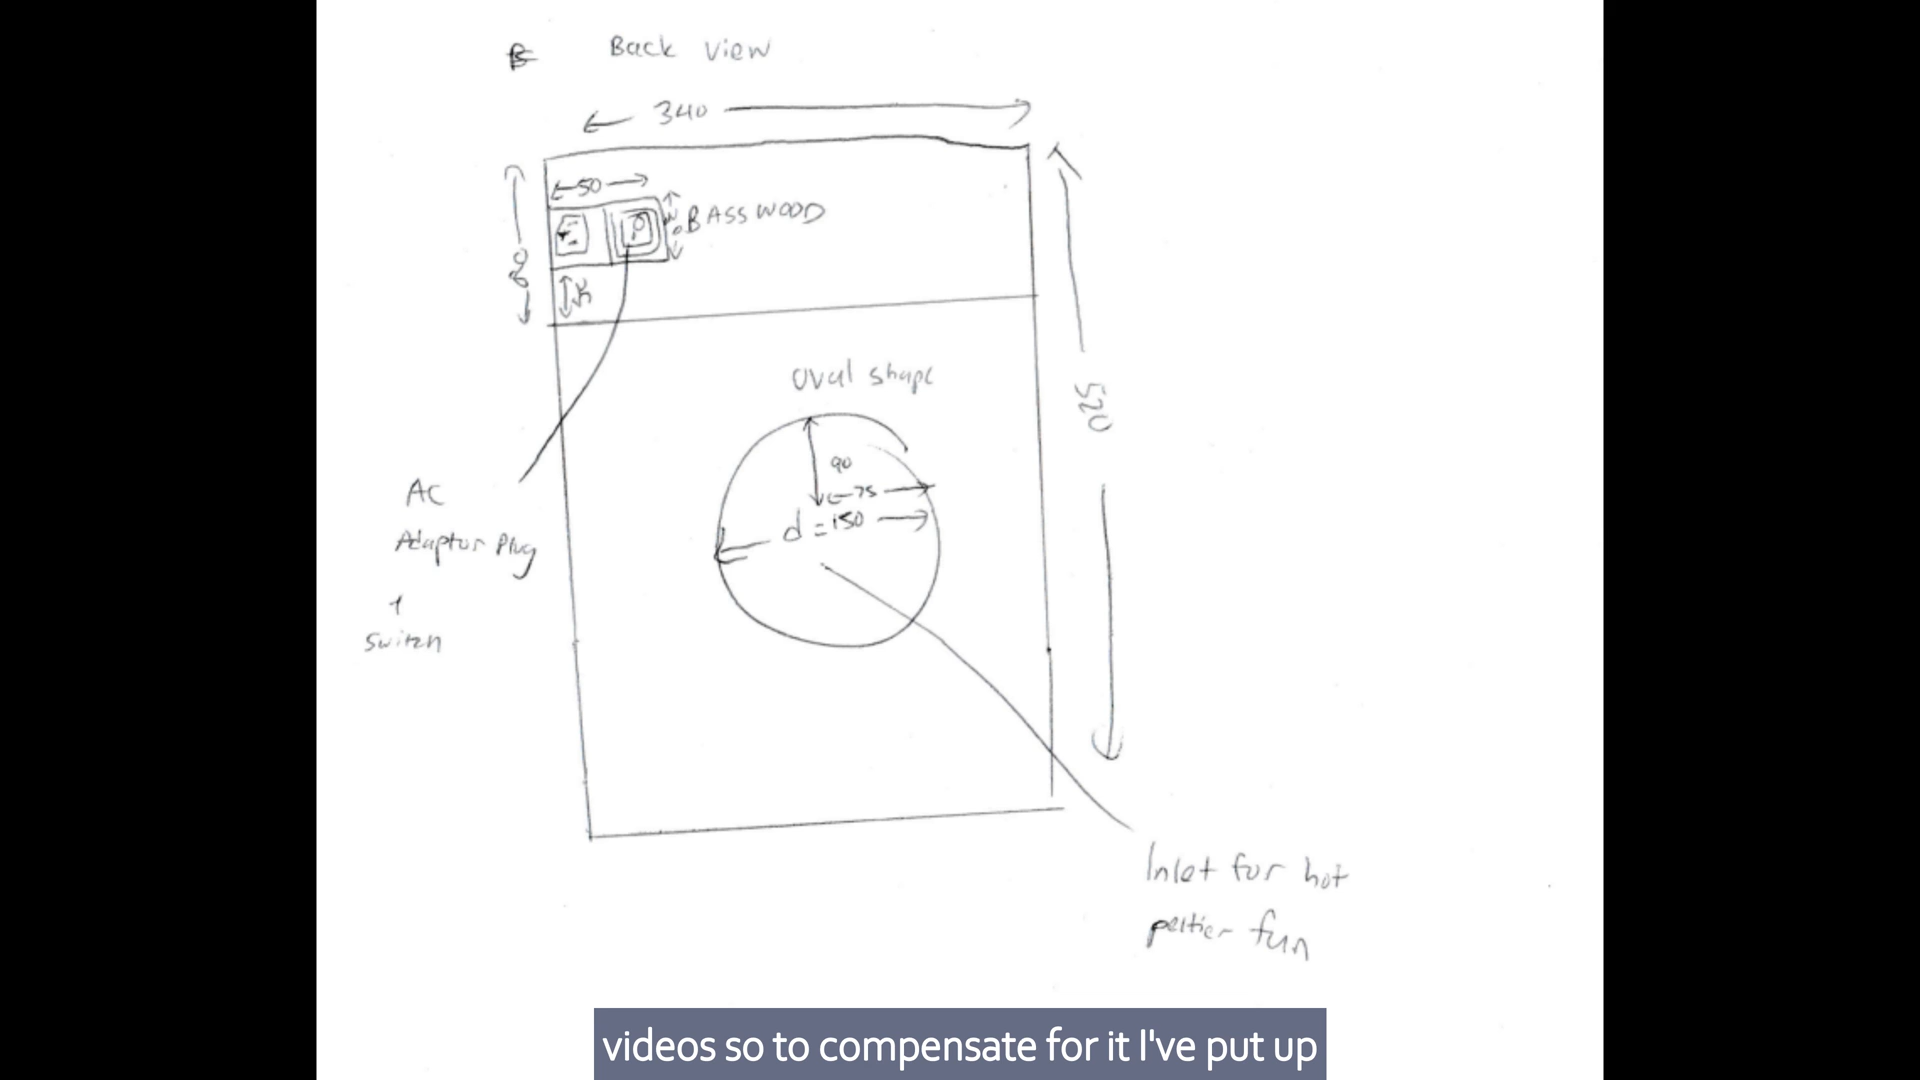 Back view
340
50
BASSWOOD
80
oval shape
520
90
75
d = 150
AC
Adaptor Plug
+
switch
Inlet for hot
peltier fan
videos so to compensate for it I've put up